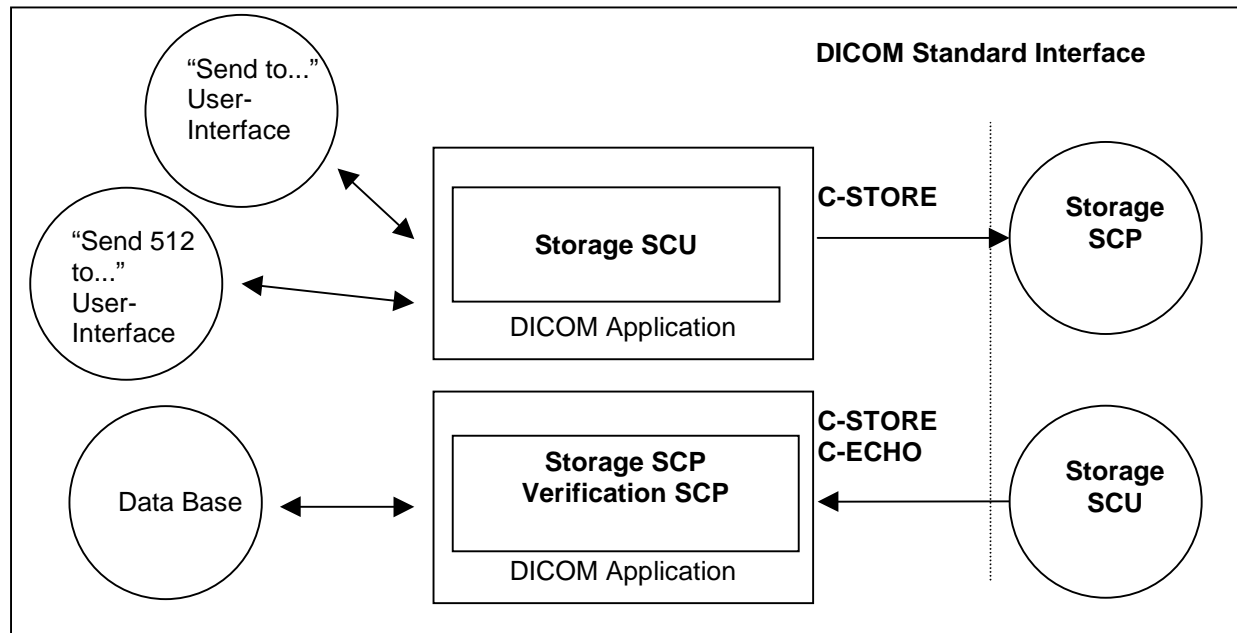 “Send to...”
User-
Interface
DICOM Standard Interface
“Send 512
to...”
User-
Interface
Storage SCU
DICOM Application
C-STORE
Storage
SCP
Data Base
Storage SCP
Verification SCP
DICOM Application
C-STORE
C-ECHO
Storage
SCU